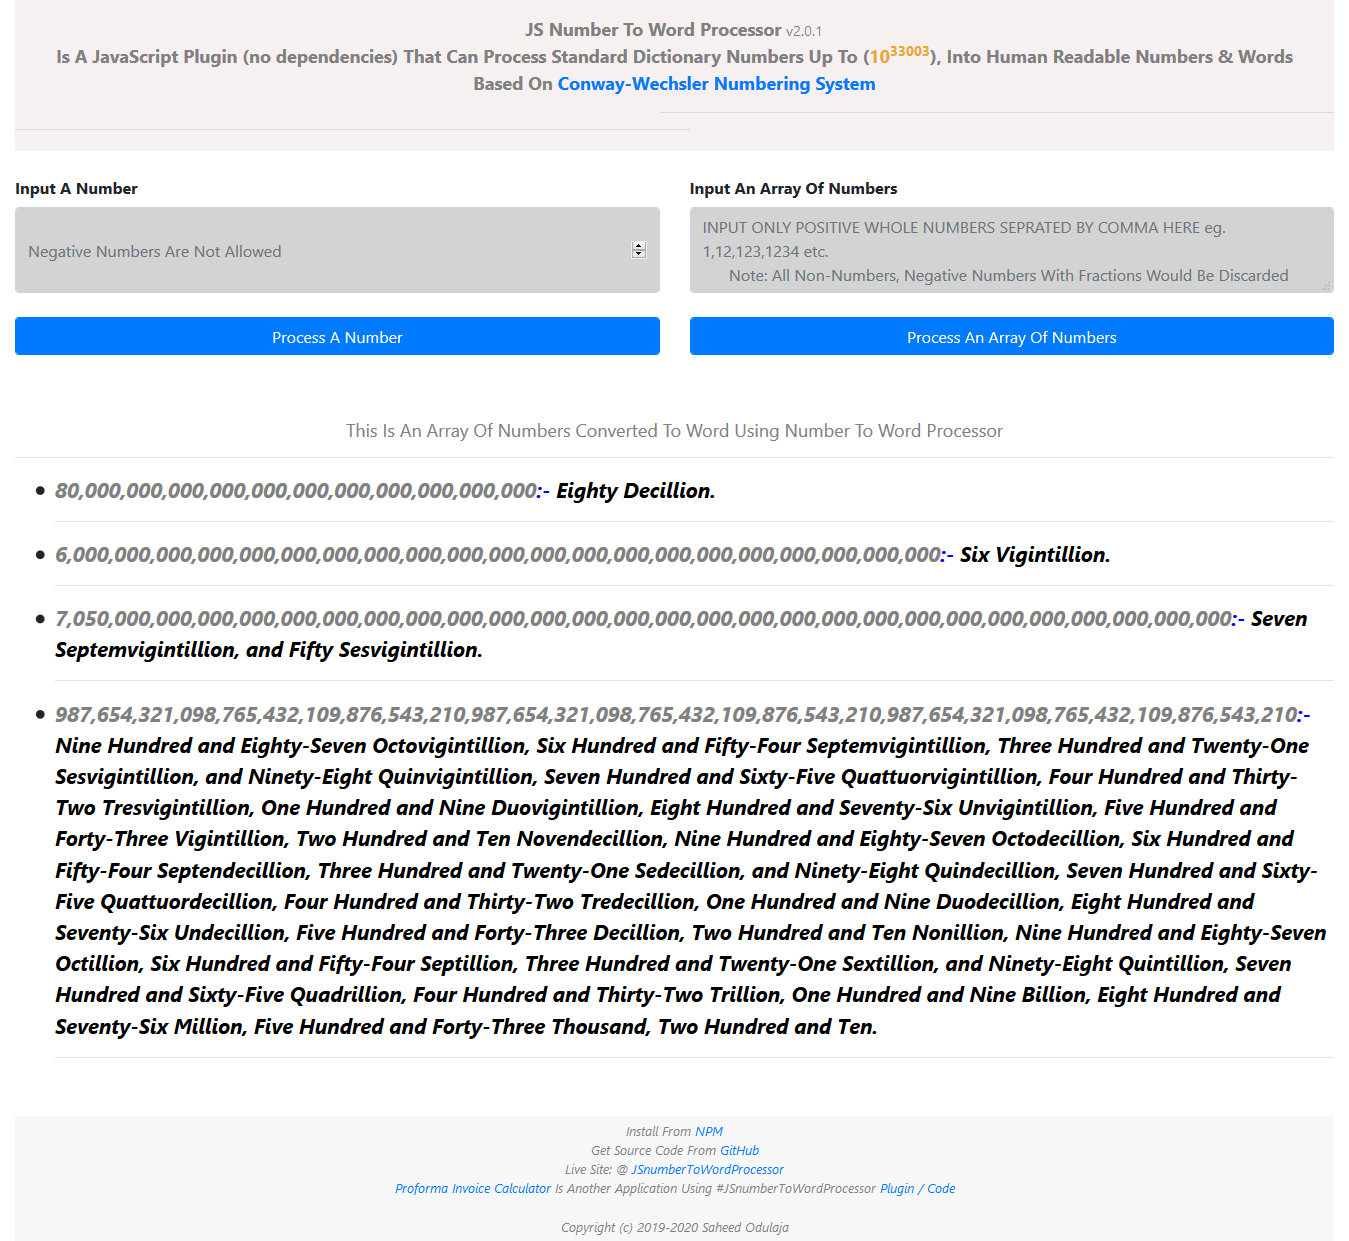 JS Number To Word Processor v2.0.1
Is A JavaScript Plugin (no dependencies) That Can Process Standard Dictionary Numbers Up To (10³³⁰⁰³), Into Human Readable Numbers & Words
Based On Conway-Wechsler Numbering System
Input A Number
Negative Numbers Are Not Allowed
Process A Number
Input An Array Of Numbers
INPUT ONLY POSITIVE WHOLE NUMBERS SEPRATED BY COMMA HERE eg.
1,12,123,1234 etc.
Note: All Non-Numbers, Negative Numbers With Fractions Would Be Discarded
Process An Array Of Numbers
This Is An Array Of Numbers Converted To Word Using Number To Word Processor
• 80,000,000,000,000,000,000,000,000,000,000,000:- Eighty Decillion.
• 6,000,000,000,000,000,000,000,000,000,000,000,000,000,000,000,000,000,000,000,000,000,000:- Six Vigintillion.
• 7,050,000,000,000,000,000,000,000,000,000,000,000,000,000,000,000,000,000,000,000,000,000,000,000,000,000,000,000,000:- Seven
Septemvigintillion, and Fifty Sesvigintillion.
• 987,654,321,098,765,432,109,876,543,210,987,654,321,098,765,432,109,876,543,210,987,654,321,098,765,432,109,876,543,210:-
Nine Hundred and Eighty-Seven Octovigintillion, Six Hundred and Fifty-Four Septemvigintillion, Three Hundred and Twenty-One
Sesvigintillion, and Ninety-Eight Quinvigintillion, Seven Hundred and Sixty-Five Quattuorvigintillion, Four Hundred and Thirty-
Two Tresvigintillion, One Hundred and Nine Duovigintillion, Eight Hundred and Seventy-Six Unvigintillion, Five Hundred and
Forty-Three Vigintillion, Two Hundred and Ten Novendecillion, Nine Hundred and Eighty-Seven Octodecillion, Six Hundred and
Fifty-Four Septendecillion, Three Hundred and Twenty-One Sedecillion, and Ninety-Eight Quindecillion, Seven Hundred and Sixty-
Five Quattuordecillion, Four Hundred and Thirty-Two Tredecillion, One Hundred and Nine Duodecillion, Eight Hundred and
Seventy-Six Undecillion, Five Hundred and Forty-Three Decillion, Two Hundred and Ten Nonillion, Nine Hundred and Eighty-Seven
Octillion, Six Hundred and Fifty-Four Septillion, Three Hundred and Twenty-One Sextillion, and Ninety-Eight Quintillion, Seven
Hundred and Sixty-Five Quadrillion, Four Hundred and Thirty-Two Trillion, One Hundred and Nine Billion, Eight Hundred and
Seventy-Six Million, Five Hundred and Forty-Three Thousand, Two Hundred and Ten.
Install From NPM
Get Source Code From GitHub
Live Site: @ JSnumberToWordProcessor
Proforma Invoice Calculator Is Another Application Using #JSnumberToWordProcessor Plugin / Code
Copyright (c) 2019-2020 Saheed Odulaja